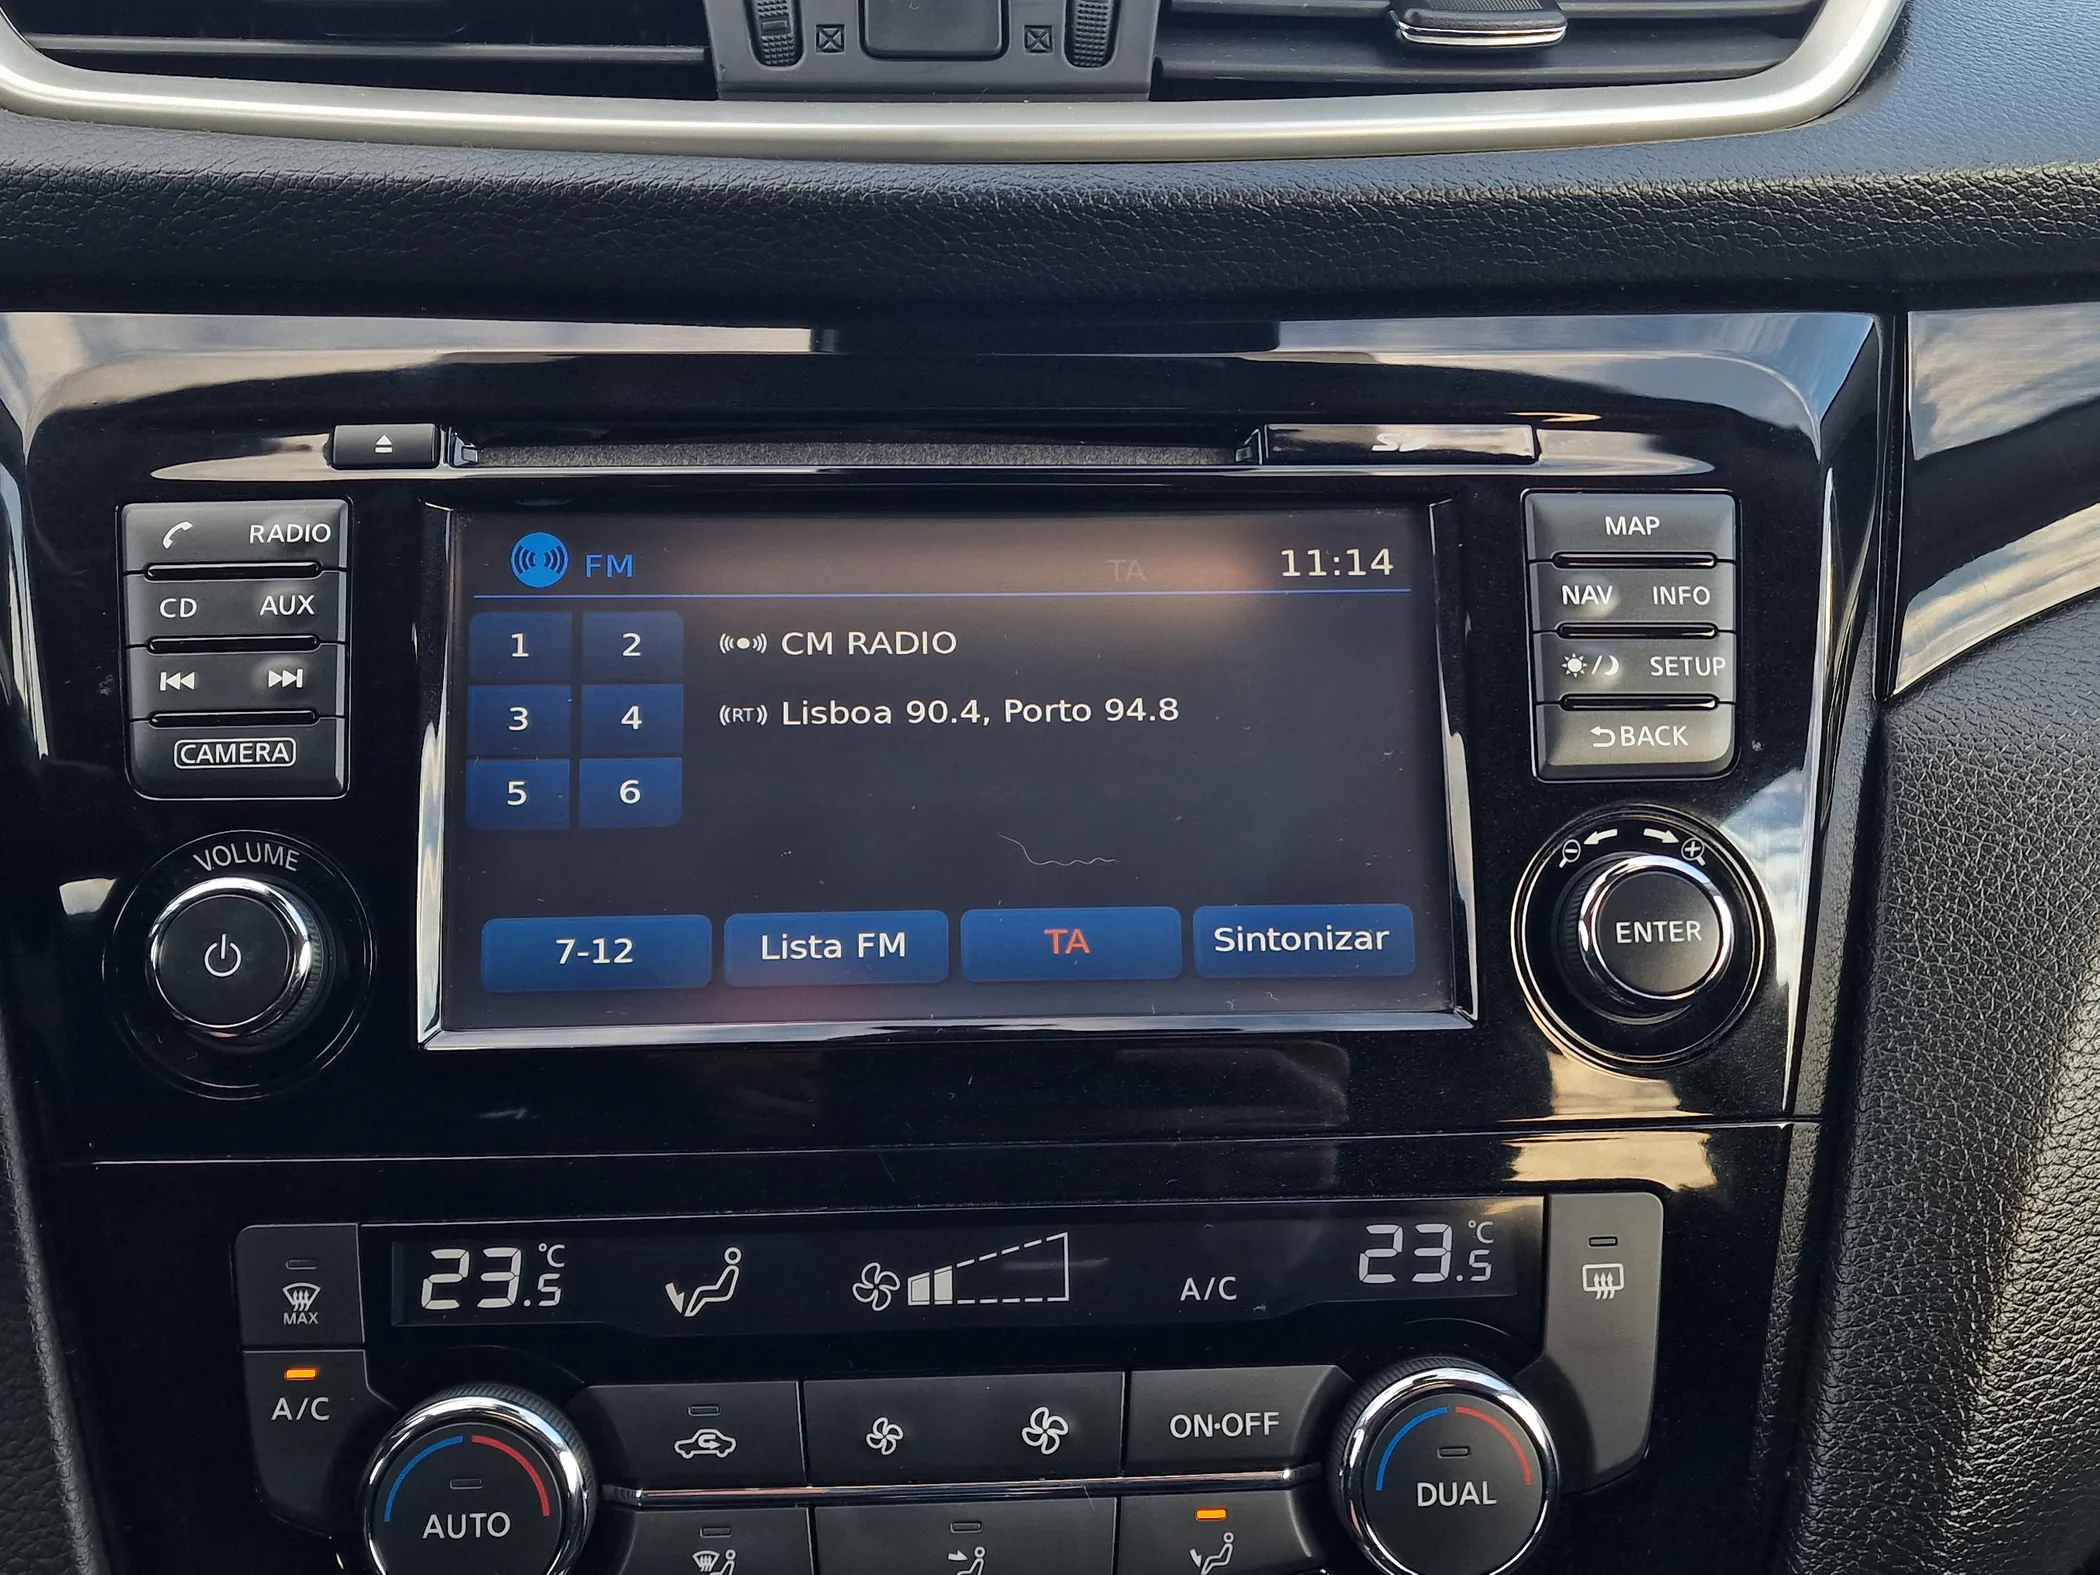 SD
RADIO
CD AUX
CAMERA
VOLUME
FM TA 11:14
1 2
3 4
5 6
CM RADIO
RT Lisboa 90.4, Porto 94.8
7-12 Lista FM TA Sintonizar
MAP
NAV INFO
SETUP
BACK
ENTER
MAX
23.5 °C A/C 23.5 °C
A/C
AUTO
ON·OFF
DUAL